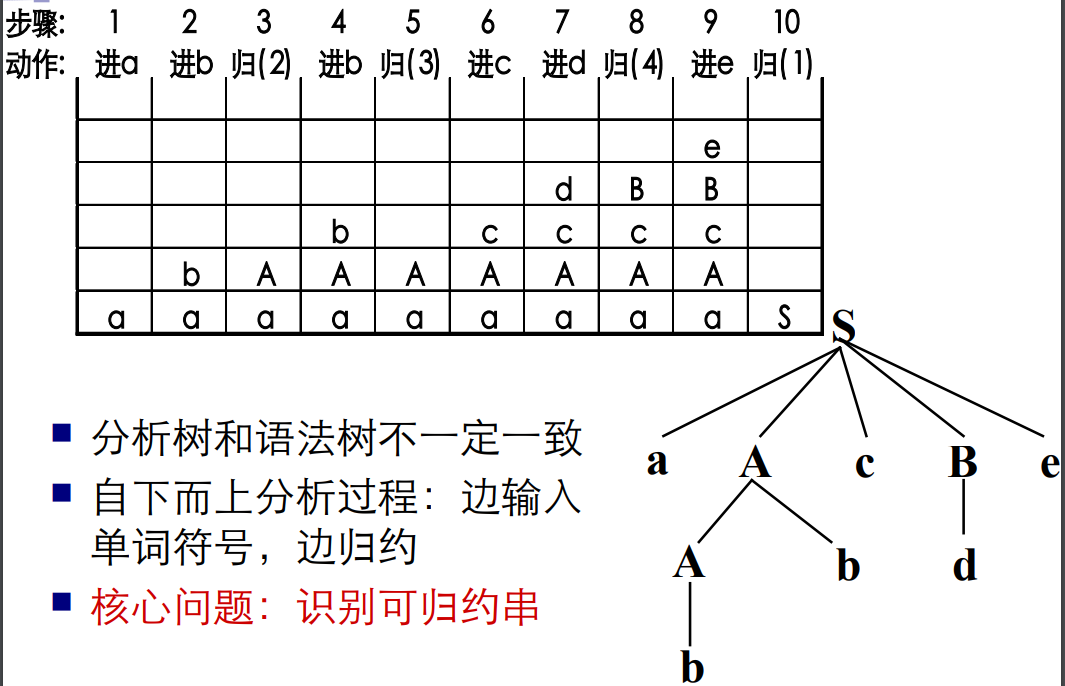 步骤: 1 2 3 4 5 6 7 8 9 10
动作: 进a 进b 归(2) 进b 归(3) 进c 进d 归(4) 进e 归(1)
e
d B B
b c c c c
b A A A A A A A
a a a a a a a a a S
S
a A c B e
A b d
b
■ 分析树和语法树不一定一致
■ 自下而上分析过程：边输入
单词符号，边归约
■ 核心问题：识别可归约串